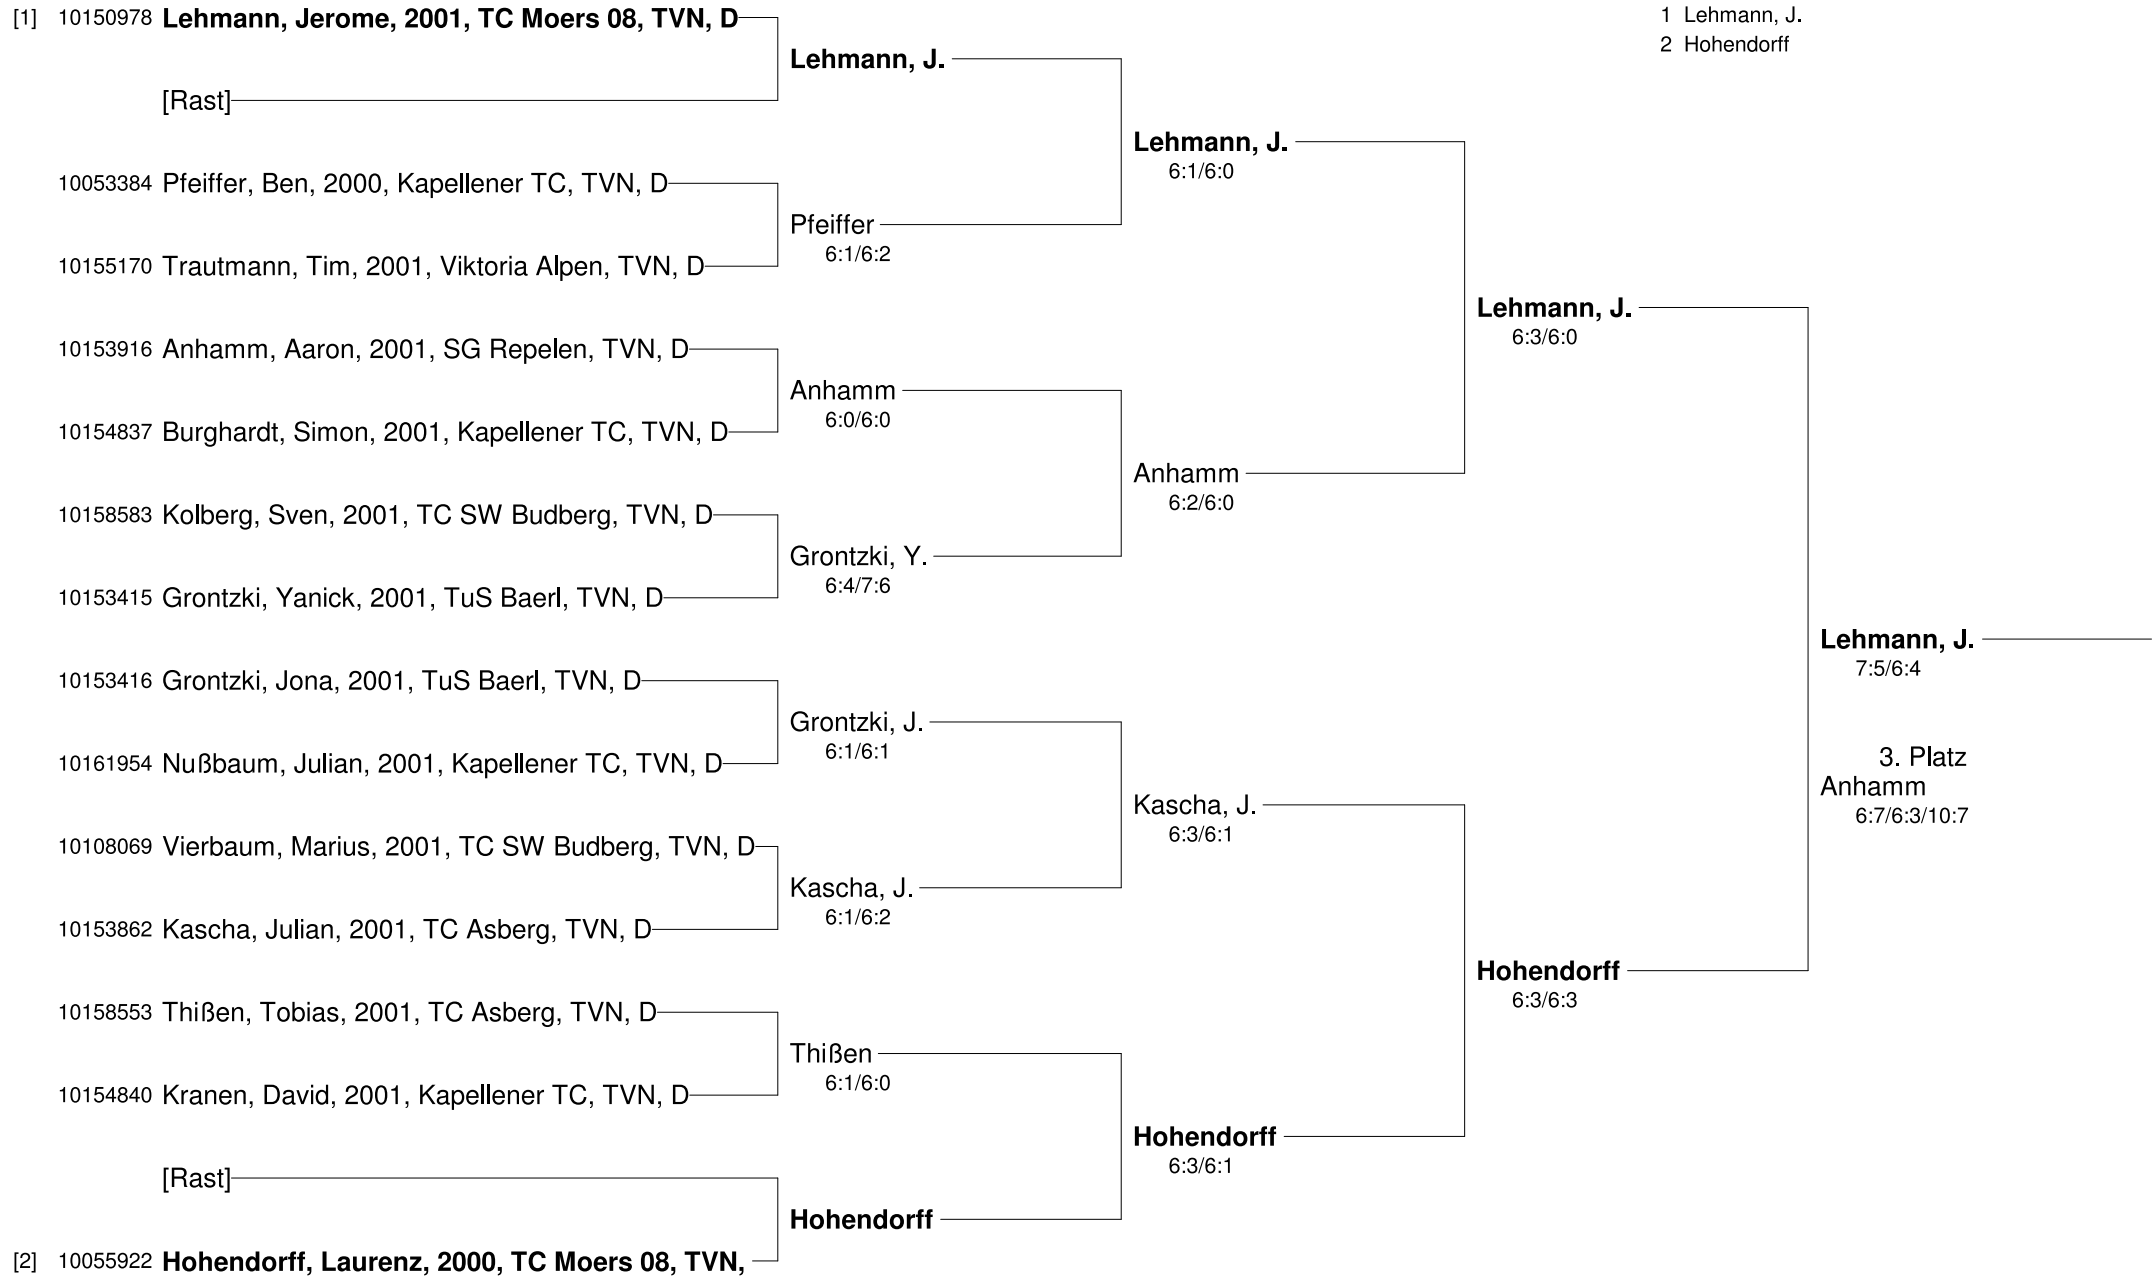 [1] 10150978 Lehmann, Jerome, 2001, TC Moers 08, TVN, D
[Rast]
10053384 Pfeiffer, Ben, 2000, Kapellener TC, TVN, D
10155170 Trautmann, Tim, 2001, Viktoria Alpen, TVN, D
10153916 Anhamm, Aaron, 2001, SG Repelen, TVN, D
10154837 Burghardt, Simon, 2001, Kapellener TC, TVN, D
10158583 Kolberg, Sven, 2001, TC SW Budberg, TVN, D
10153415 Grontzki, Yanick, 2001, TuS Baerl, TVN, D
10153416 Grontzki, Jona, 2001, TuS Baerl, TVN, D
10161954 Nußbaum, Julian, 2001, Kapellener TC, TVN, D
10108069 Vierbaum, Marius, 2001, TC SW Budberg, TVN, D
10153862 Kascha, Julian, 2001, TC Asberg, TVN, D
10158553 Thißen, Tobias, 2001, TC Asberg, TVN, D
10154840 Kranen, David, 2001, Kapellener TC, TVN, D
[Rast]
[2] 10055922 Hohendorff, Laurenz, 2000, TC Moers 08, TVN,
Lehmann, J.
Pfeiffer
6:1/6:2
Anhamm
6:0/6:0
Grontzki, Y.
6:4/7:6
Grontzki, J.
6:1/6:1
Kascha, J.
6:1/6:2
Thißen
6:1/6:0
Hohendorff
Lehmann, J.
6:1/6:0
Anhamm
6:2/6:0
Kascha, J.
6:3/6:1
Hohendorff
6:3/6:1
Lehmann, J.
6:3/6:0
Hohendorff
6:3/6:3
Lehmann, J.
7:5/6:4
3. Platz
Anhamm
6:7/6:3/10:7
1 Lehmann, J.
2 Hohendorff